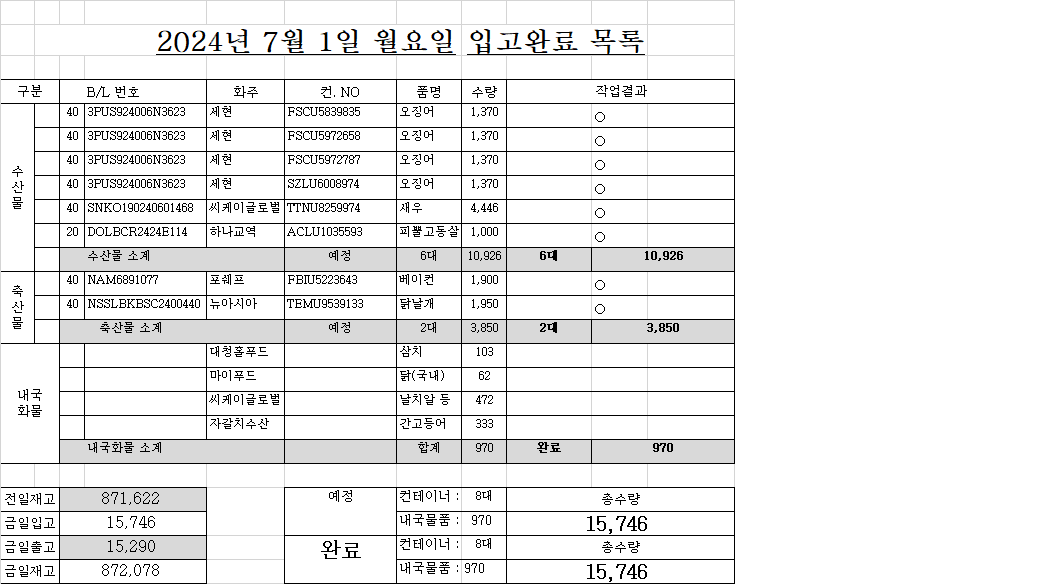 2024년 7월 1일 월요일 입고완료 목록
구분 B/L 번호 화주 컨. NO 품명 수량 작업결과
수산물
40 3PUS924006N3623 세현 FSCU5839835 오징어 1,370 ○
40 3PUS924006N3623 세현 FSCU5972658 오징어 1,370 ○
40 3PUS924006N3623 세현 FSCU5972787 오징어 1,370 ○
40 3PUS924006N3623 세현 SZLU6008974 오징어 1,370 ○
40 SNKO190240601468 씨케이글로벌 TTNU8259974 새우 4,446 ○
20 DOLBCR2424E114 하나교역 ACLU1035593 피뿔고동살 1,000 ○
수산물 소계 예정 6대 10,926 6대 10,926
축산물
40 NAM6891077 포쉐프 FBIU5223643 베이컨 1,900 ○
40 NSSLBKBSC2400440 뉴아시아 TEMU9539133 닭날개 1,950 ○
축산물 소계 예정 2대 3,850 2대 3,850
내국
화물
대청홀푸드 삼치 103
마이푸드 닭(국내) 62
씨케이글로벌 날치알 등 472
자갈치수산 간고등어 333
내국화물 소계 합계 970 완료 970
전일재고 871,622 예정 컨테이너 : 8대 총수량
금일입고 15,746 내국물품 : 970 15,746
금일출고 15,290 완료 컨테이너 : 8대 총수량
금일재고 872,078 내국물품 : 970 15,746